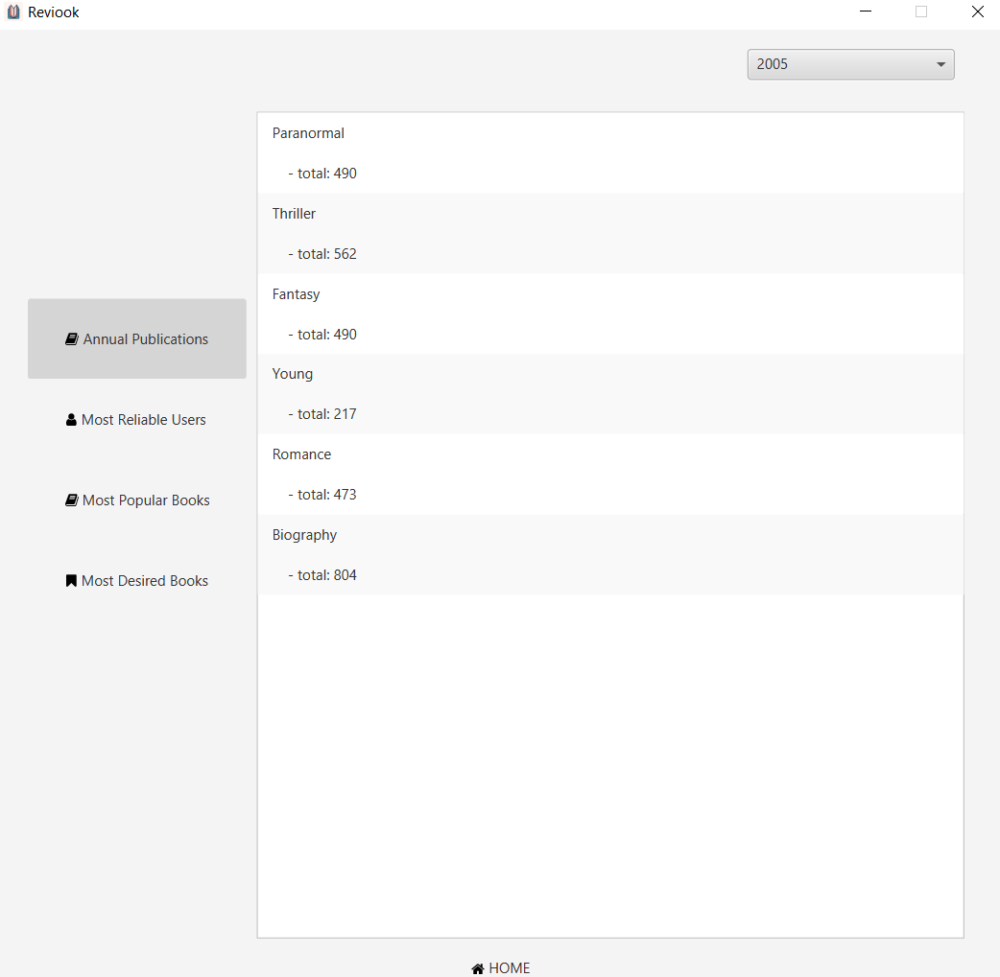 Reviook
2005
Paranormal
- total: 490
Thriller
- total: 562
Fantasy
- total: 490
Young
- total: 217
Romance
- total: 473
Biography
- total: 804
Annual Publications
Most Reliable Users
Most Popular Books
Most Desired Books
HOME